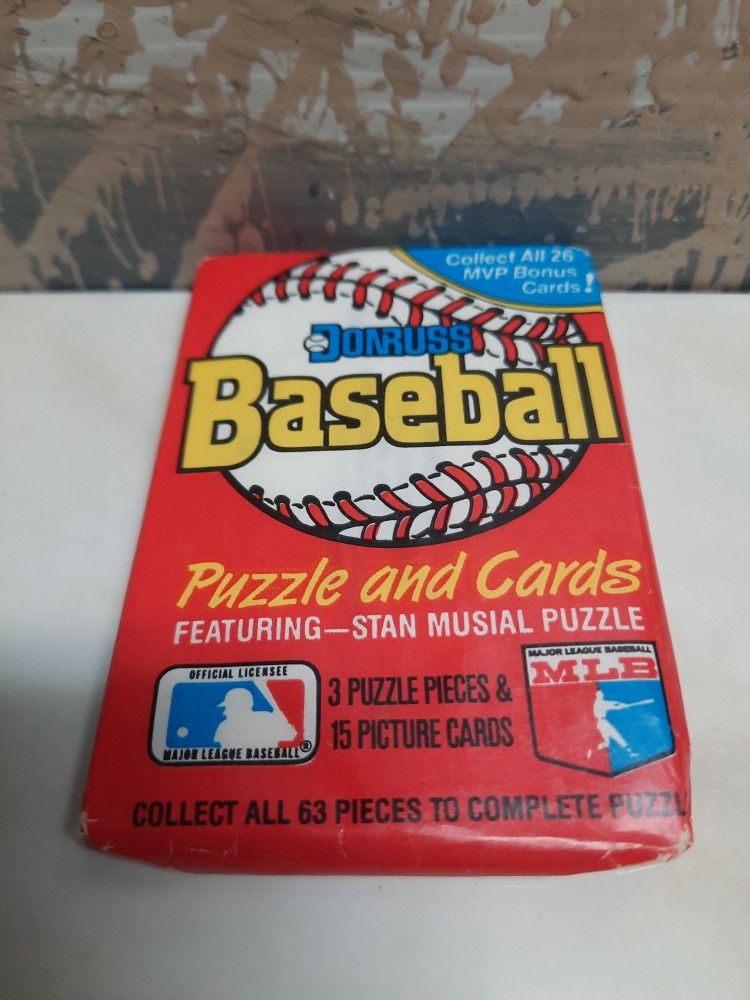 Collect All 26
MVP Bonus
Cards!
DONRUSS
Baseball
Puzzle and Cards
FEATURING—STAN MUSIAL PUZZLE
OFFICIAL LICENSEE
MAJOR LEAGUE BASEBALL®
3 PUZZLE PIECES &
15 PICTURE CARDS
MAJOR LEAGUE BASEBALL
MLB
COLLECT ALL 63 PIECES TO COMPLETE PUZZL